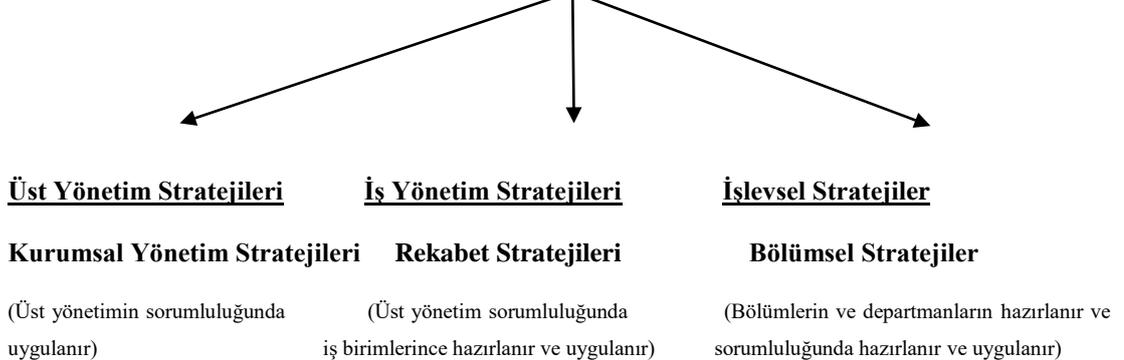 Üst Yönetim Stratejileri İş Yönetim Stratejileri İşlevsel Stratejiler
Kurumsal Yönetim Stratejileri Rekabet Stratejileri Bölümsel Stratejiler
(Üst yönetimin sorumluluğunda (Üst yönetim sorumluluğunda (Bölümlerin ve departmanların hazırlanır ve
uygulanır) iş birimlerince hazırlanır ve uygulanır) sorumluluğunda hazırlanır ve uygulanır)